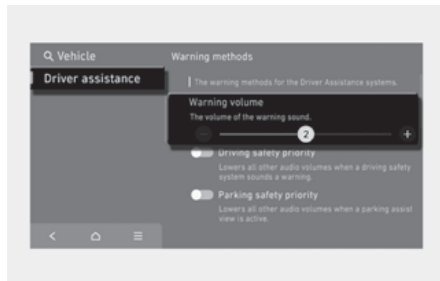 Vehicle
Warning methods
Driver assistance
The warning methods for the Driver Assistance systems.
Warning volume
The volume of the warning sound.
2
Driving safety priority
Lowers all other audio volumes when a driving safety
system sounds a warning.
Parking safety priority
Lowers all other audio volumes when a parking assist
view is active.